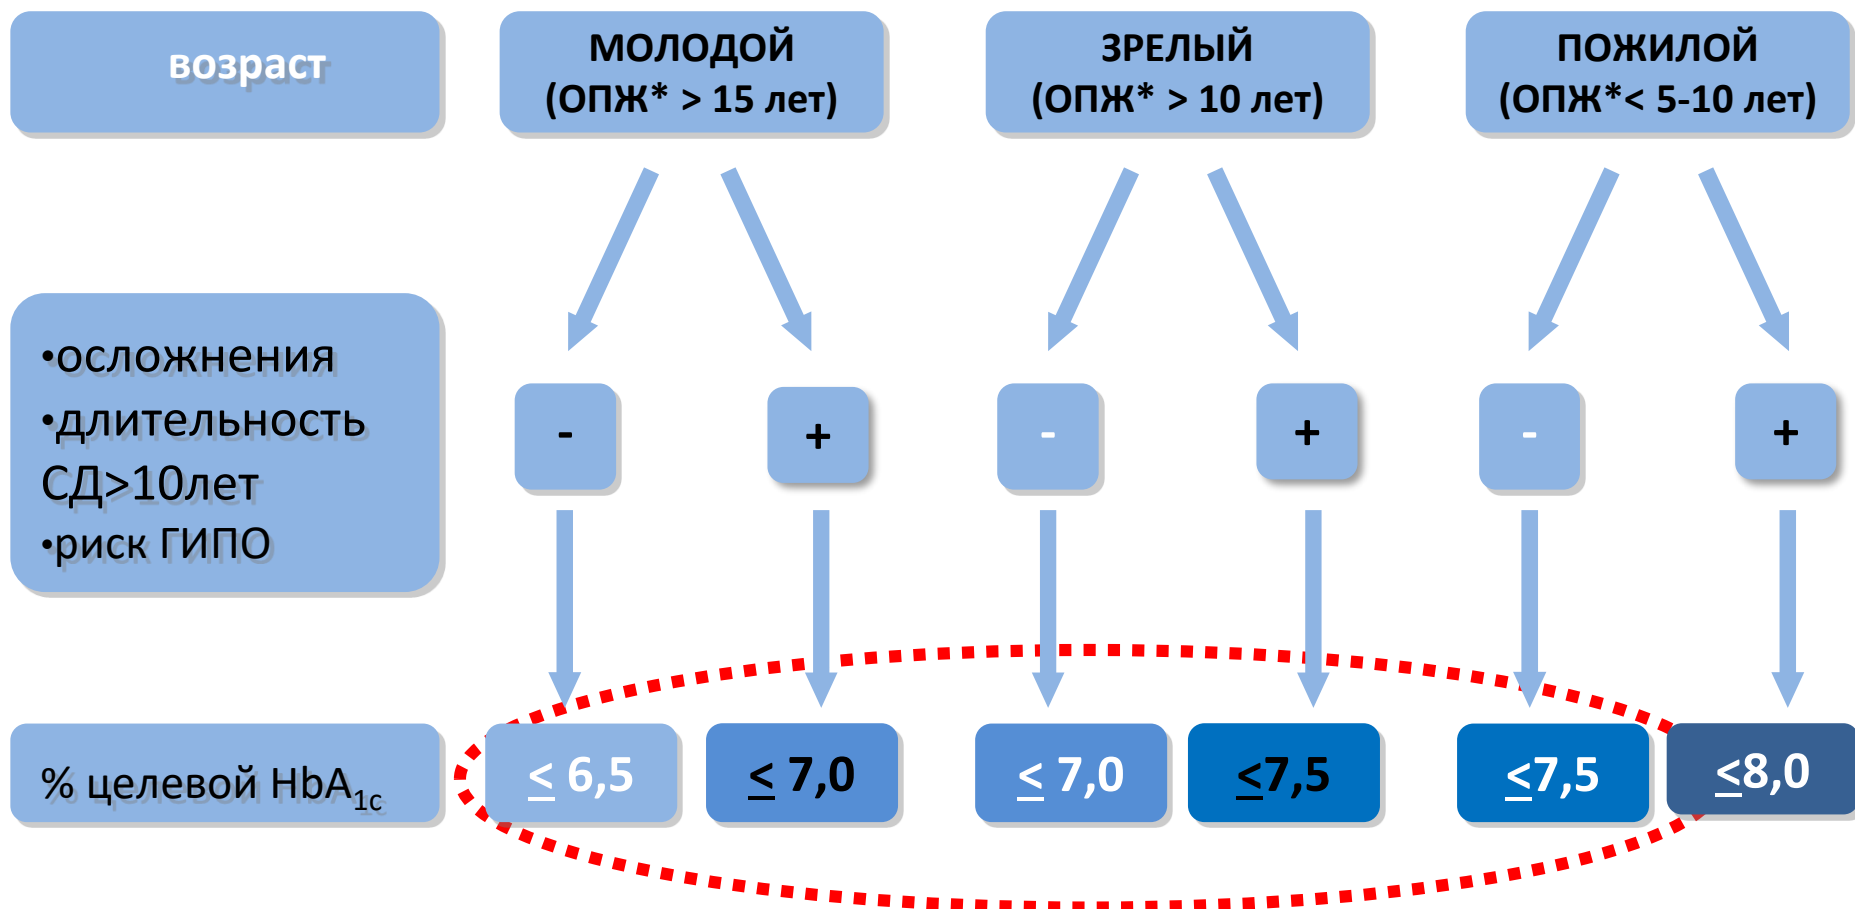 возраст
МОЛОДОЙ
(ОПЖ* > 15 лет)
ЗРЕЛЫЙ
(ОПЖ* > 10 лет)
ПОЖИЛОЙ
(ОПЖ*< 5-10 лет)
•осложнения
•длительность
СД>10лет
•риск ГИПО
-
+
-
+
-
+
% целевой HbA1c
≤ 6,5
≤ 7,0
≤ 7,0
≤7,5
≤7,5
≤8,0